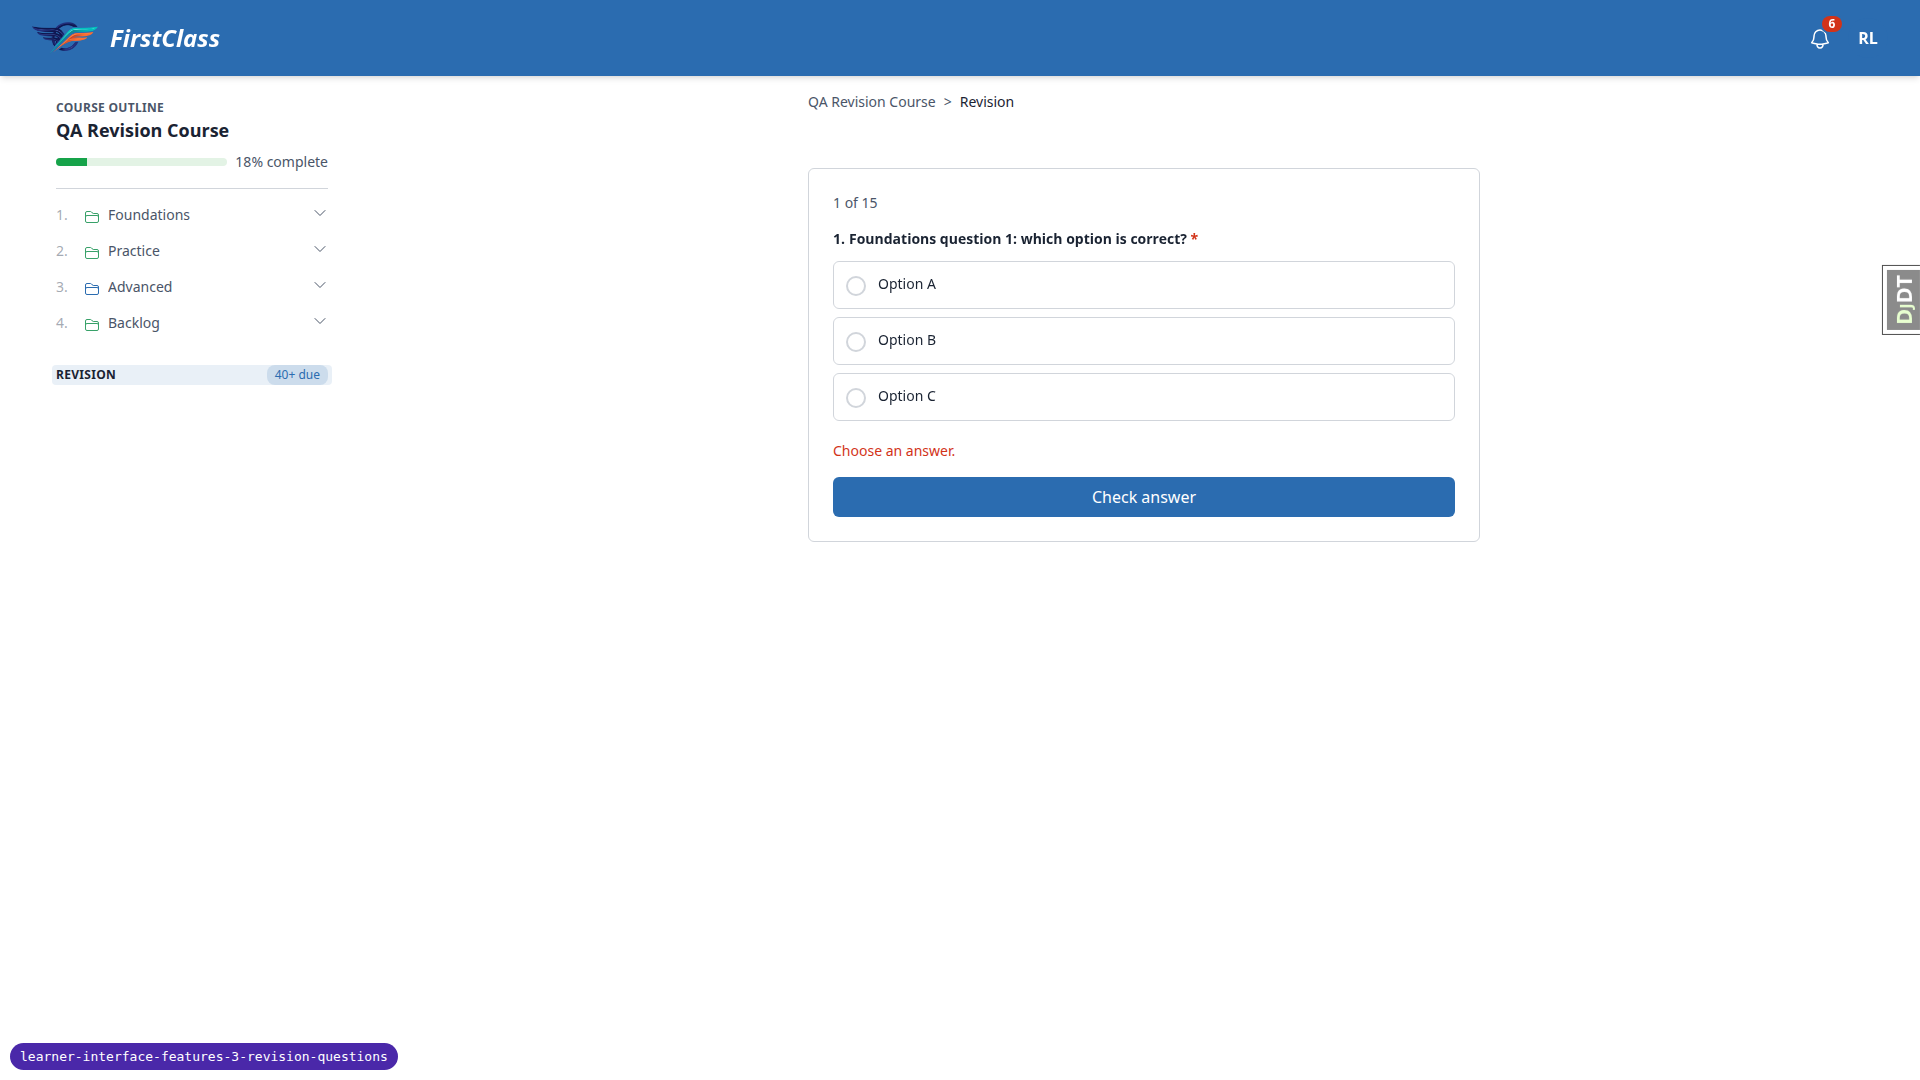 FirstClass
6
RL
COURSE OUTLINE
QA Revision Course
18% complete
1. Foundations
2. Practice
3. Advanced
4. Backlog
REVISION 40+ due
QA Revision Course > Revision
1 of 15
1. Foundations question 1: which option is correct? *
Option A
Option B
Option C
Choose an answer.
Check answer
DJDT
learner-interface-features-3-revision-questions